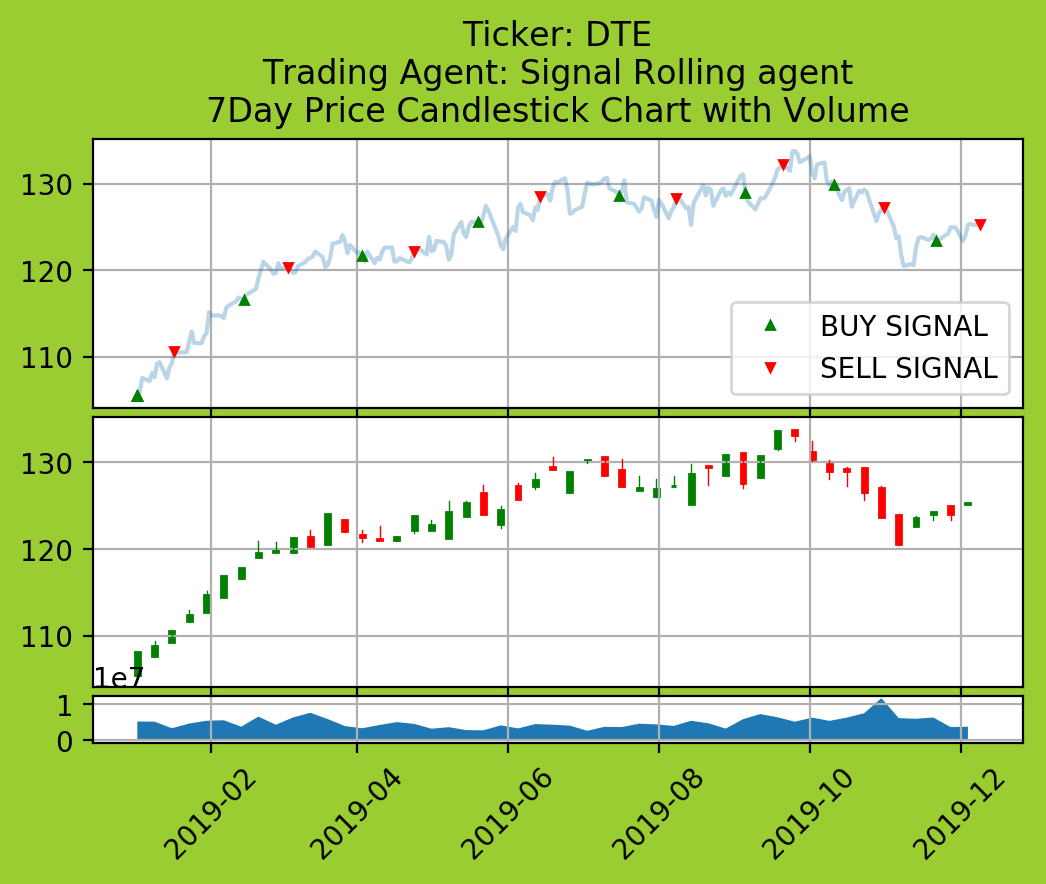 Ticker: DTE
Trading Agent: Signal Rolling agent
7Day Price Candlestick Chart with Volume
130
120
110
BUY SIGNAL
SELL SIGNAL
130
120
110
1e7
1
0
2019-02
2019-04
2019-06
2019-08
2019-10
2019-12